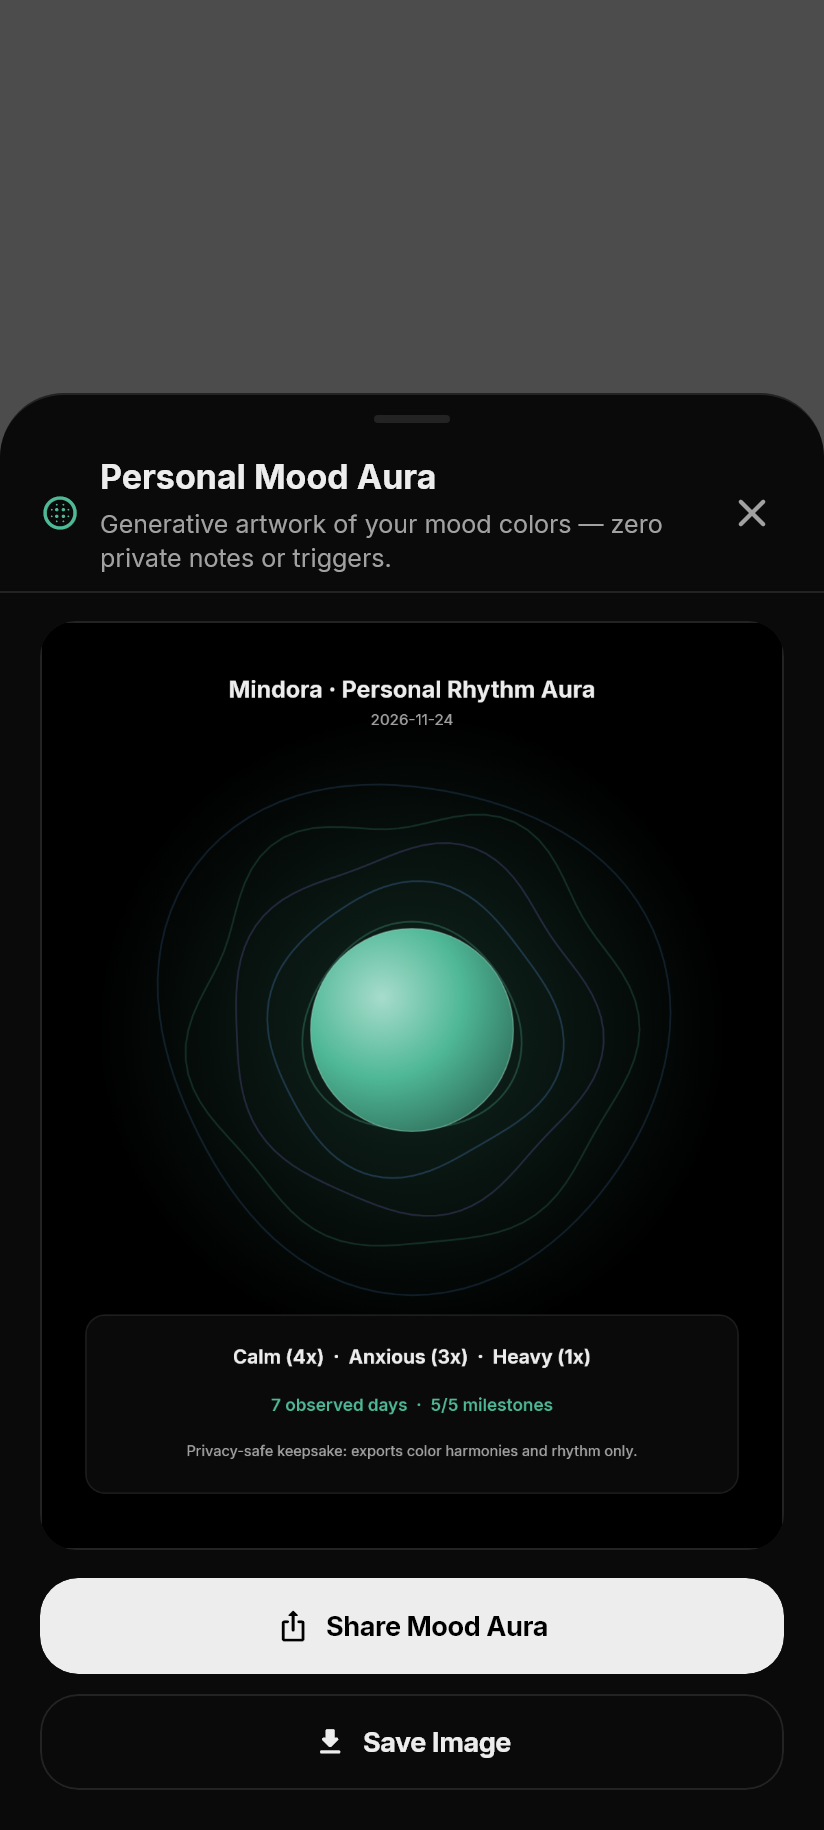 Personal Mood Aura
Generative artwork of your mood colors — zero
private notes or triggers.
Mindora · Personal Rhythm Aura
2026-11-24
Calm (4x) · Anxious (3x) · Heavy (1x)
7 observed days · 5/5 milestones
Privacy-safe keepsake: exports color harmonies and rhythm only.
Share Mood Aura
Save Image